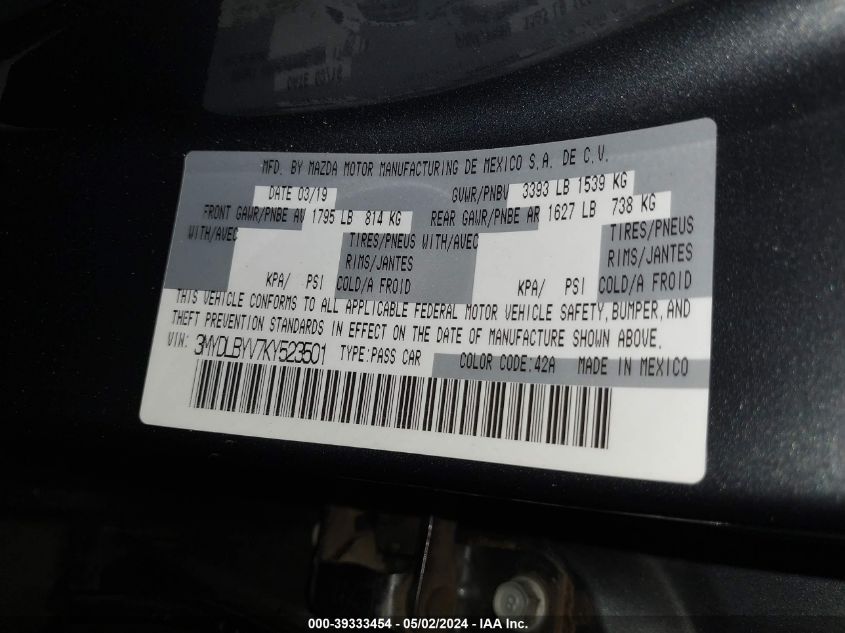 MFD. BY MAZDA MOTOR MANUFACTURING DE MEXICO S.A. DE C.V.
DATE 03/19 GVWR/PNBV 3393 LB 1539 KG
FRONT GAWR/PNBE AV 1795 LB 814 KG REAR GAWR/PNBE AR 1627 LB 738 KG
WITH/AVEC TIRES/PNEUS WITH/AVEC TIRES/PNEUS
RIMS/JANTES RIMS/JANTES
KPA/ PSI COLD/A FROID KPA/ PSI COLD/A FROID
THIS VEHICLE CONFORMS TO ALL APPLICABLE FEDERAL MOTOR VEHICLE SAFETY, BUMPER, AND
THEFT PREVENTION STANDARDS IN EFFECT ON THE DATE OF MANUFACTURE SHOWN ABOVE.
VIN: 3MYDLBYV7KY523501 TYPE:PASS CAR COLOR CODE:42A MADE IN MEXICO
000-39333454 - 05/02/2024 - IAA Inc.